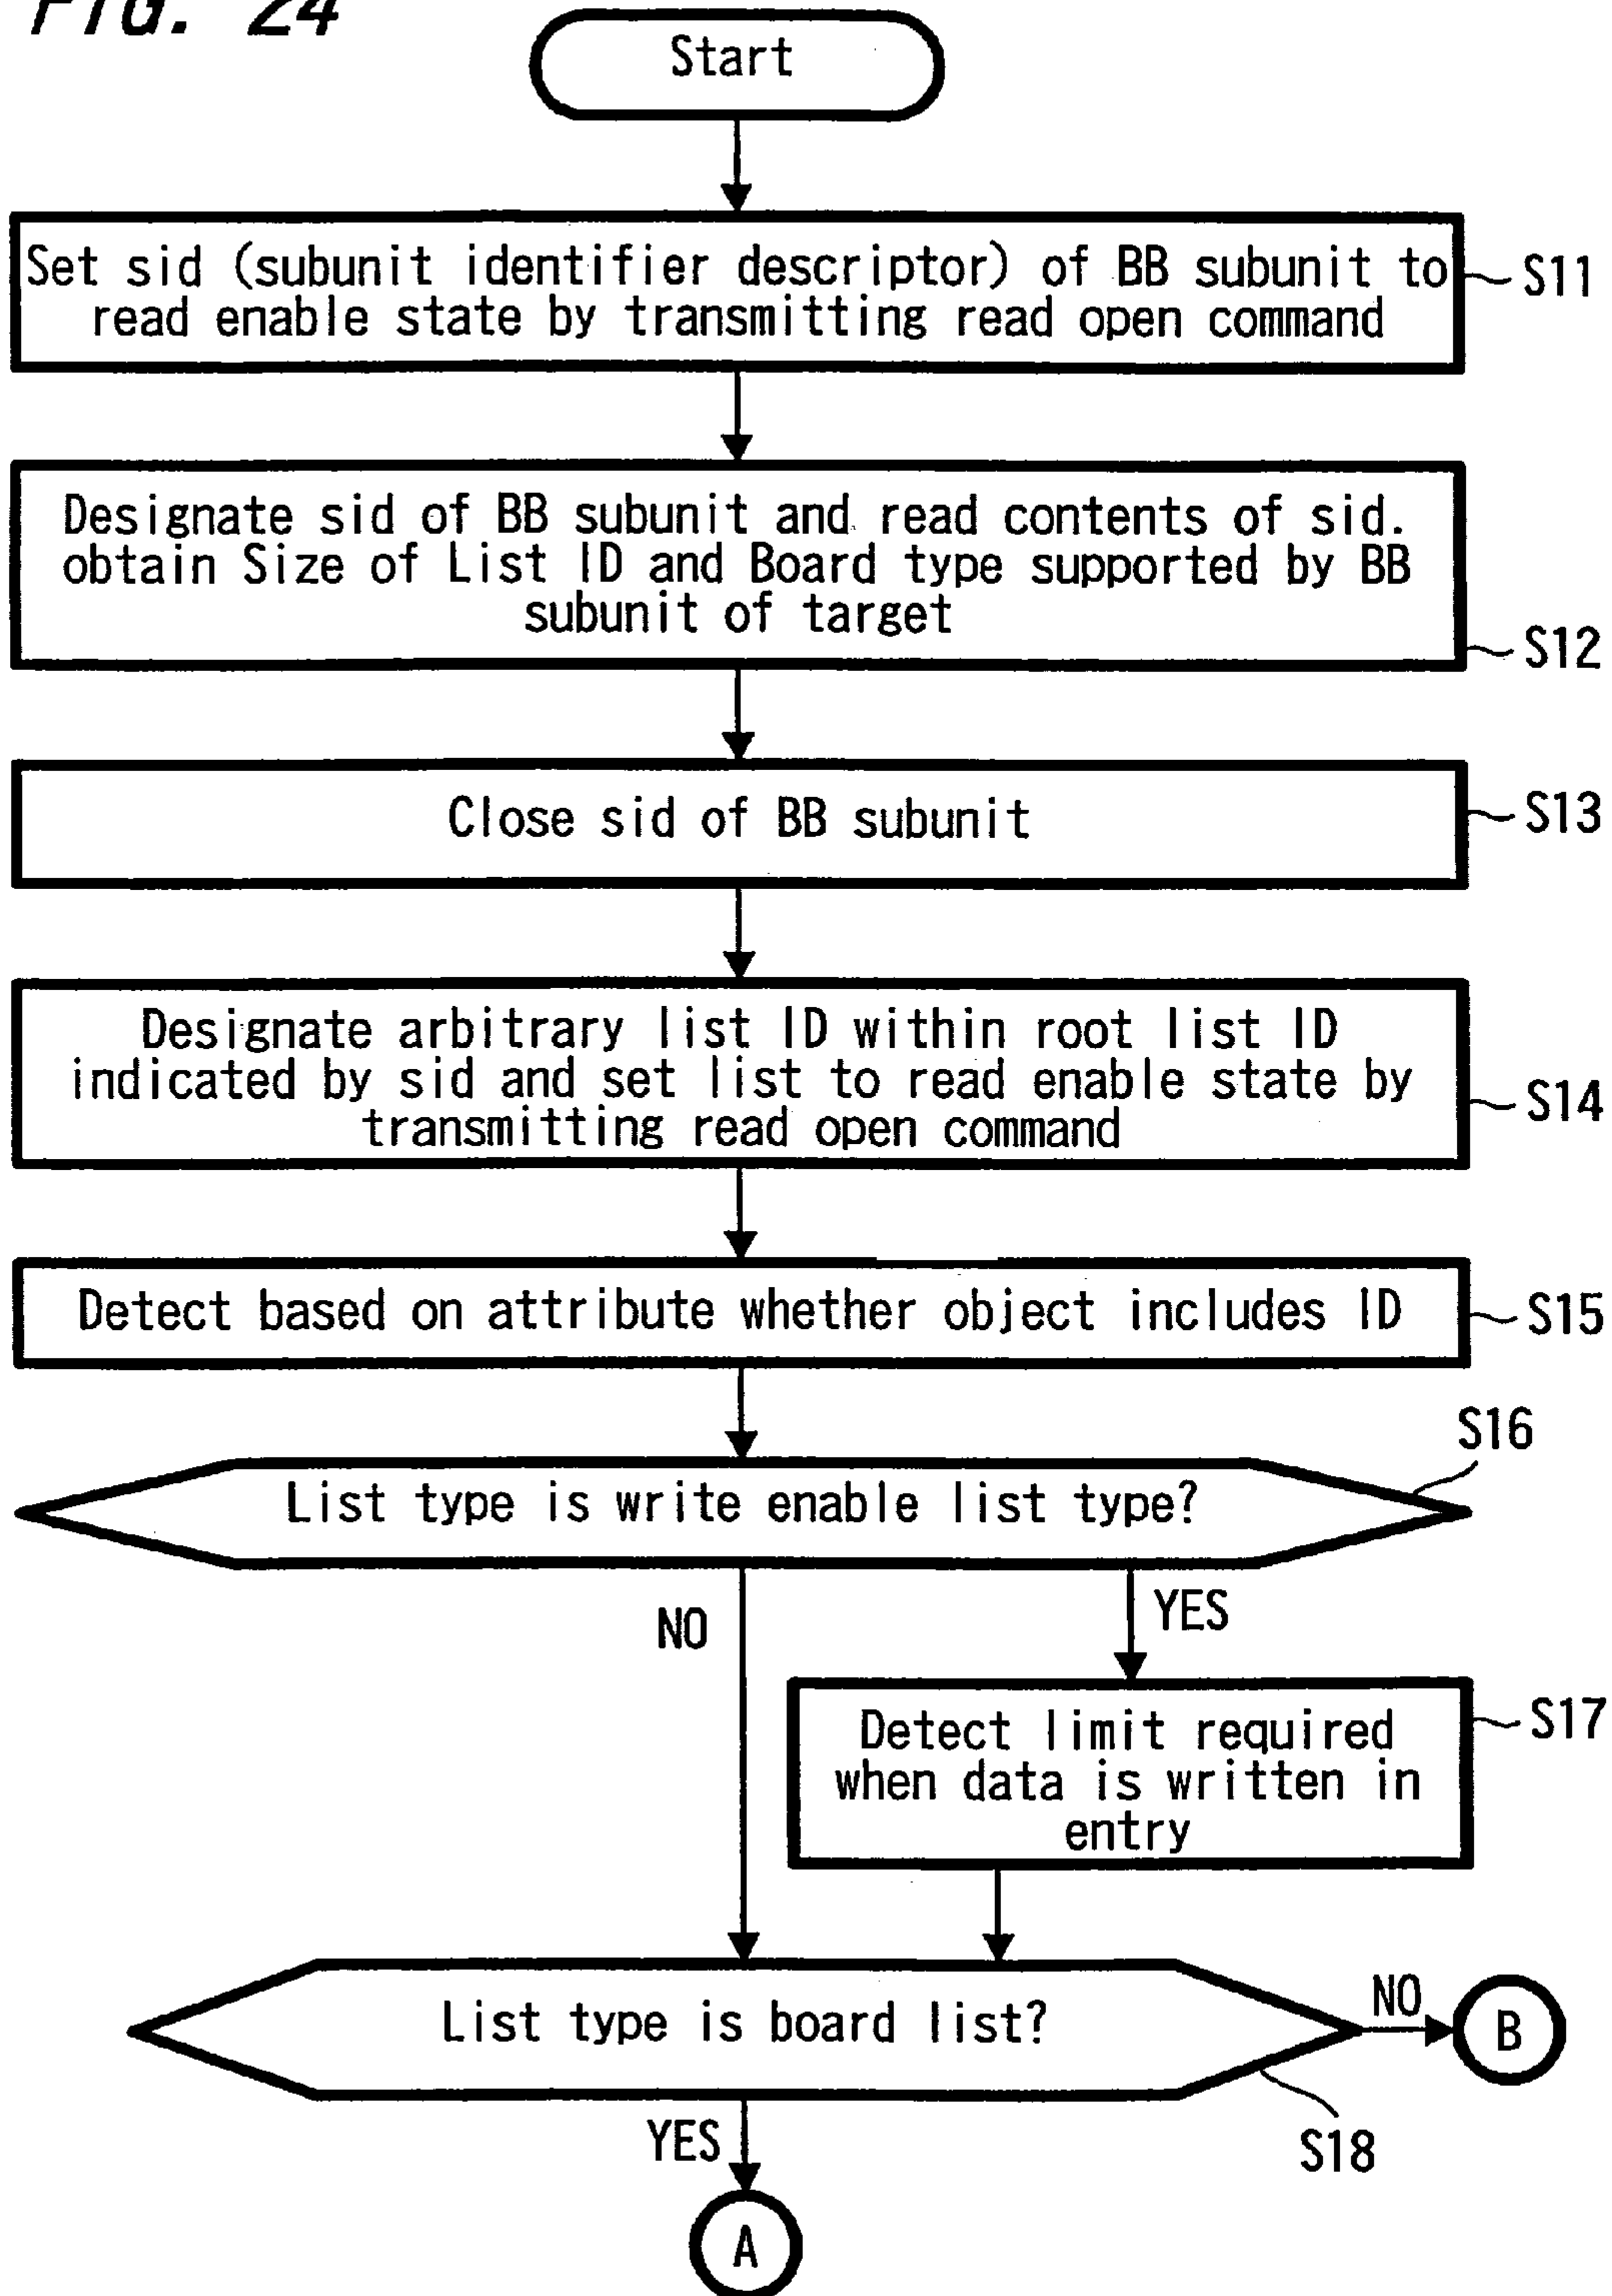 FIG. 24
Start
Set sid (subunit identifier descriptor) of BB subunit to
read enable state by transmitting read open command
S11
Designate sid of BB subunit and read contents of sid.
obtain Size of List ID and Board type supported by BB
subunit of target
S12
Close sid of BB subunit
S13
Designate arbitrary list ID within root list ID
indicated by sid and set list to read enable state by
transmitting read open command
S14
Detect based on attribute whether object includes ID
S15
S16
List type is write enable list type?
NO
YES
Detect limit required
when data is written in
entry
S17
List type is board list?
NO
B
S18
YES
A